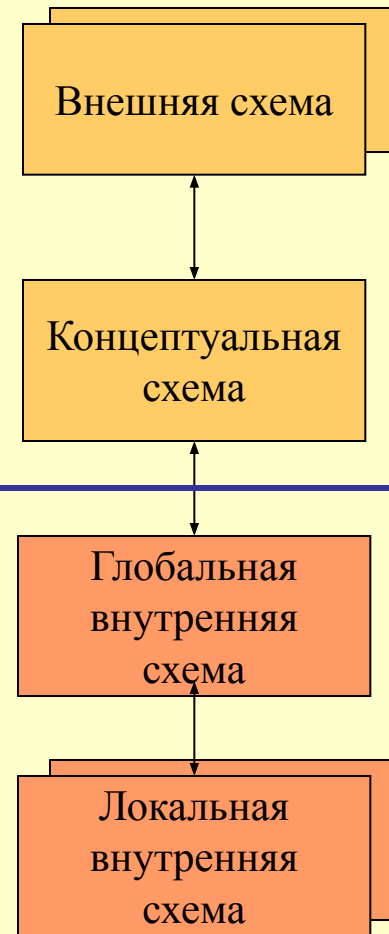 Внешняя схема
Концептуальная
схема
Глобальная
внутренняя
схема
Локальная
внутренняя
схема